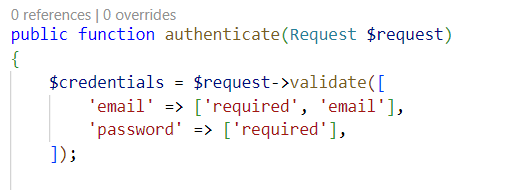 0 references | 0 overrides
public function authenticate(Request $request)
{
    $credentials = $request->validate([
        'email' => ['required', 'email'],
        'password' => ['required'],
    ]);